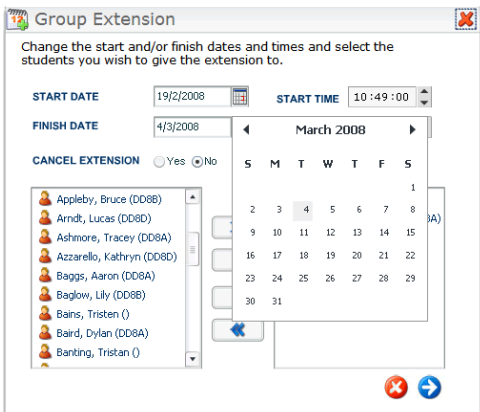 Group Extension
Change the start and/or finish dates and times and select the
students you wish to give the extension to.
START DATE 19/2/2008 START TIME 10:49:00
FINISH DATE 4/3/2008
CANCEL EXTENSION Yes No
March 2008
S M T W T F S
1
2 3 4 5 6 7 8
9 10 11 12 13 14 15
16 17 18 19 20 21 22
23 24 25 26 27 28 29
30 31
Appleby, Bruce (DD8B)
Arndt, Lucas (DD8D)
Ashmore, Tracey (DD8A)
Azzarello, Kathryn (DD8D)
Baggs, Aaron (DD8A)
Baglow, Lily (DD8B)
Bains, Tristen ()
Baird, Dylan (DD8A)
Banting, Tristan ()
8A)